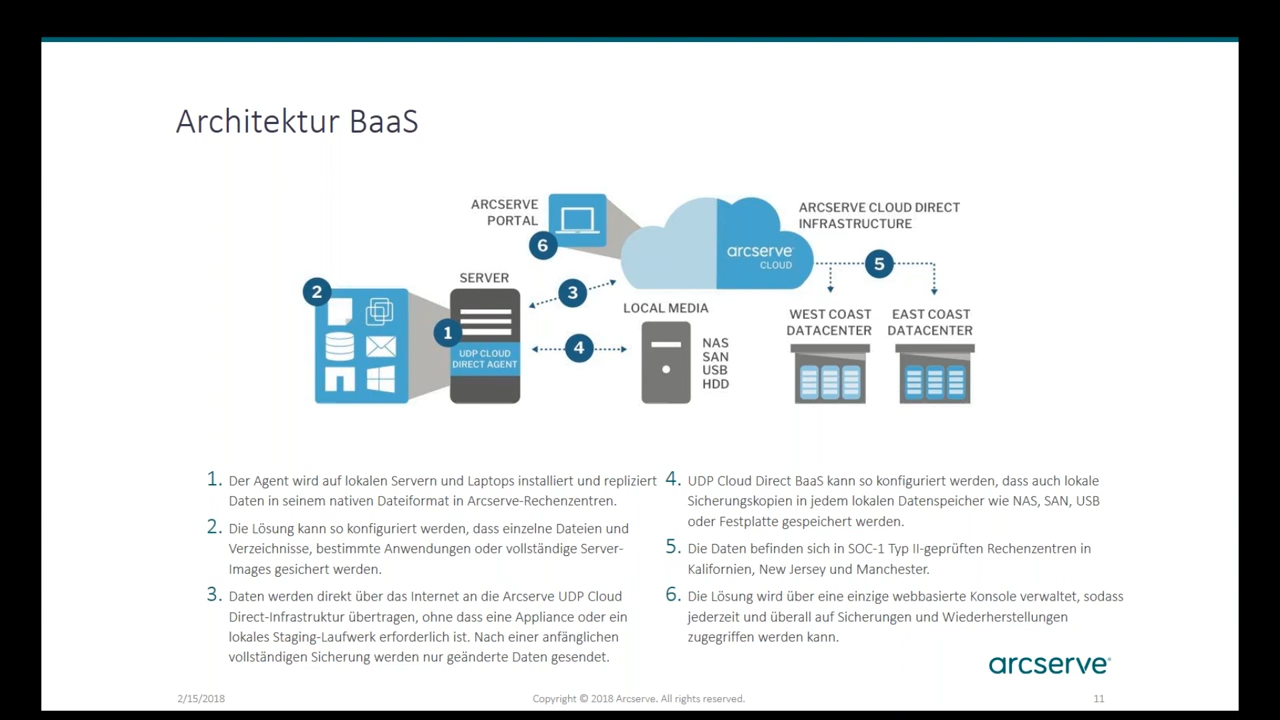 Architektur BaaS
ARCSERVE
PORTAL
6
ARCSERVE CLOUD DIRECT
INFRASTRUCTURE
arcserve
CLOUD
5
2
SERVER
3
1
UDP CLOUD
DIRECT AGENT
4
LOCAL MEDIA
NAS
SAN
USB
HDD
WEST COAST
DATACENTER
EAST COAST
DATACENTER
1. Der Agent wird auf lokalen Servern und Laptops installiert und repliziert
Daten in seinem nativen Dateiformat in Arcserve-Rechenzentren.
2. Die Lösung kann so konfiguriert werden, dass einzelne Dateien und
Verzeichnisse, bestimmte Anwendungen oder vollständige Server-
Images gesichert werden.
3. Daten werden direkt über das Internet an die Arcserve UDP Cloud
Direct-Infrastruktur übertragen, ohne dass eine Appliance oder ein
lokales Staging-Laufwerk erforderlich ist. Nach einer anfänglichen
vollständigen Sicherung werden nur geänderte Daten gesendet.
4. UDP Cloud Direct BaaS kann so konfiguriert werden, dass auch lokale
Sicherungskopien in jedem lokalen Datenspeicher wie NAS, SAN, USB
oder Festplatte gespeichert werden.
5. Die Daten befinden sich in SOC-1 Typ II-geprüften Rechenzentren in
Kalifornien, New Jersey und Manchester.
6. Die Lösung wird über eine einzige webbasierte Konsole verwaltet, sodass
jederzeit und überall auf Sicherungen und Wiederherstellungen
zugegriffen werden kann.
arcserve®
2/15/2018
Copyright © 2018 Arcserve. All rights reserved.
11